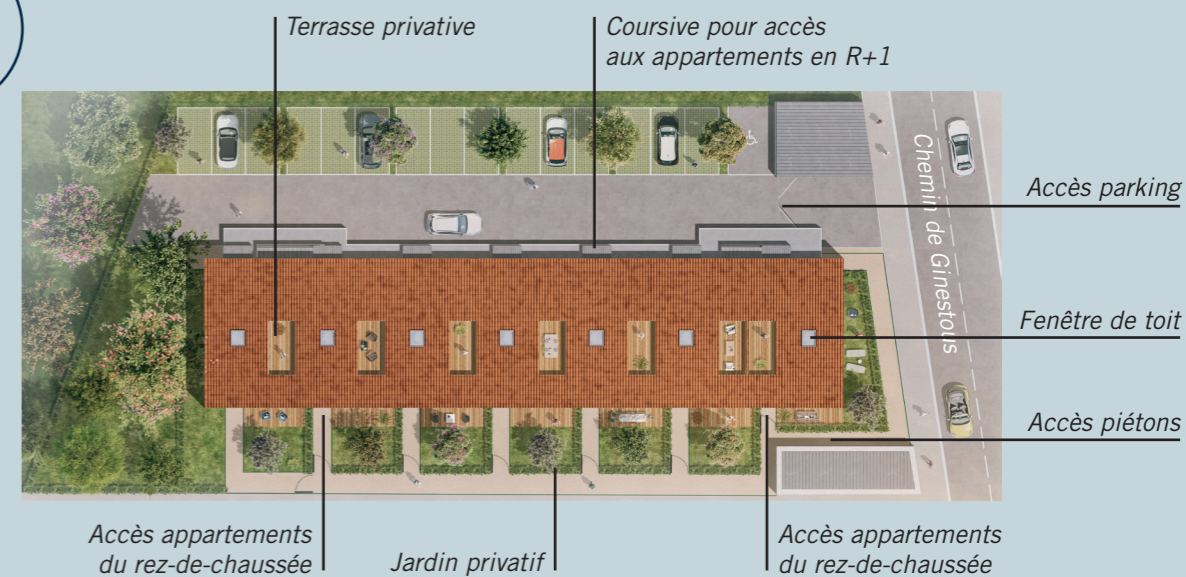 Terrasse privative
Coursive pour accès
aux appartements en R+1
Chemin de Ginestous
Accès parking
Fenêtre de toit
Accès piétons
Accès appartements
du rez-de-chaussée
Jardin privatif
Accès appartements
du rez-de-chaussée